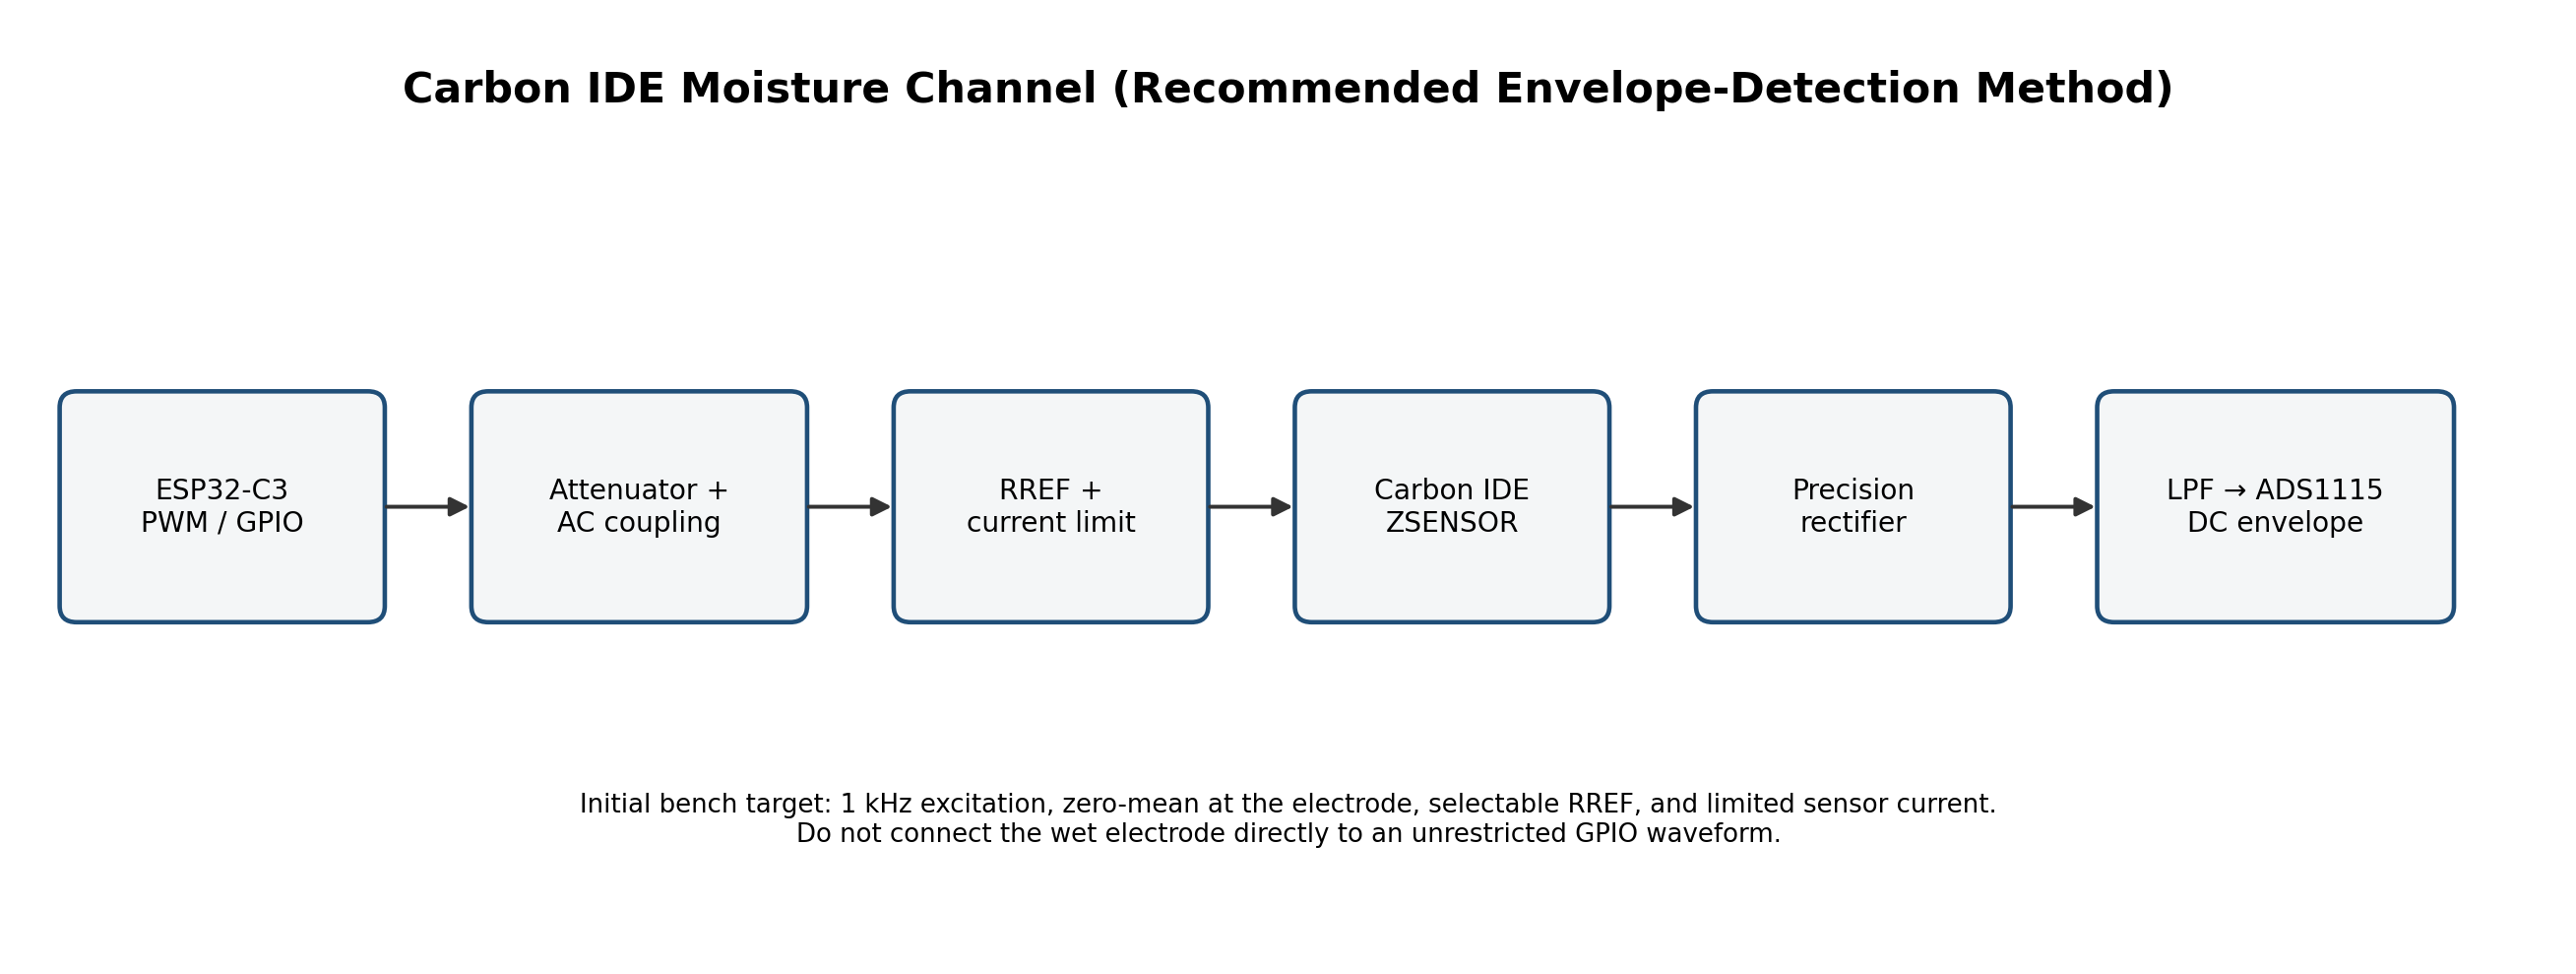 Carbon IDE Moisture Channel (Recommended Envelope-Detection Method)
ESP32-C3
PWM / GPIO
Attenuator +
AC coupling
RREF +
current limit
Carbon IDE
ZSENSOR
Precision
rectifier
LPF → ADS1115
DC envelope
Initial bench target: 1 kHz excitation, zero-mean at the electrode, selectable RREF, and limited sensor current.
Do not connect the wet electrode directly to an unrestricted GPIO waveform.